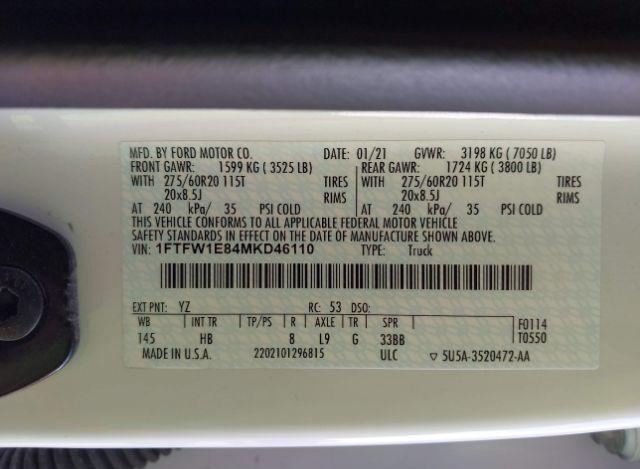 MFD. BY FORD MOTOR CO. DATE: 01/21 GVWR: 3198 KG ( 7050 LB)
FRONT GAWR: 1599 KG ( 3525 LB) REAR GAWR: 1724 KG ( 3800 LB)
WITH 275/60R20 115T TIRES WITH 275/60R20 115T TIRES
20x8.5J RIMS 20x8.5J RIMS
AT 240 kPa/ 35 PSI COLD AT 240 kPa/ 35 PSI COLD
THIS VEHICLE CONFORMS TO ALL APPLICABLE FEDERAL MOTOR VEHICLE
SAFETY STANDARDS IN EFFECT ON THE DATE OF MANUFACTURE SHOWN ABOVE.
VIN: 1FTFW1E84MKD46110 TYPE: Truck
EXT PNT: YZ RC: 53 DSO:
WB INT TR TP/PS R AXLE TR SPR F0114
145 HB 8 L9 G 33BB T0550
MADE IN U.S.A. 2202101296815 ULC ▽ 5U5A-3520472-AA